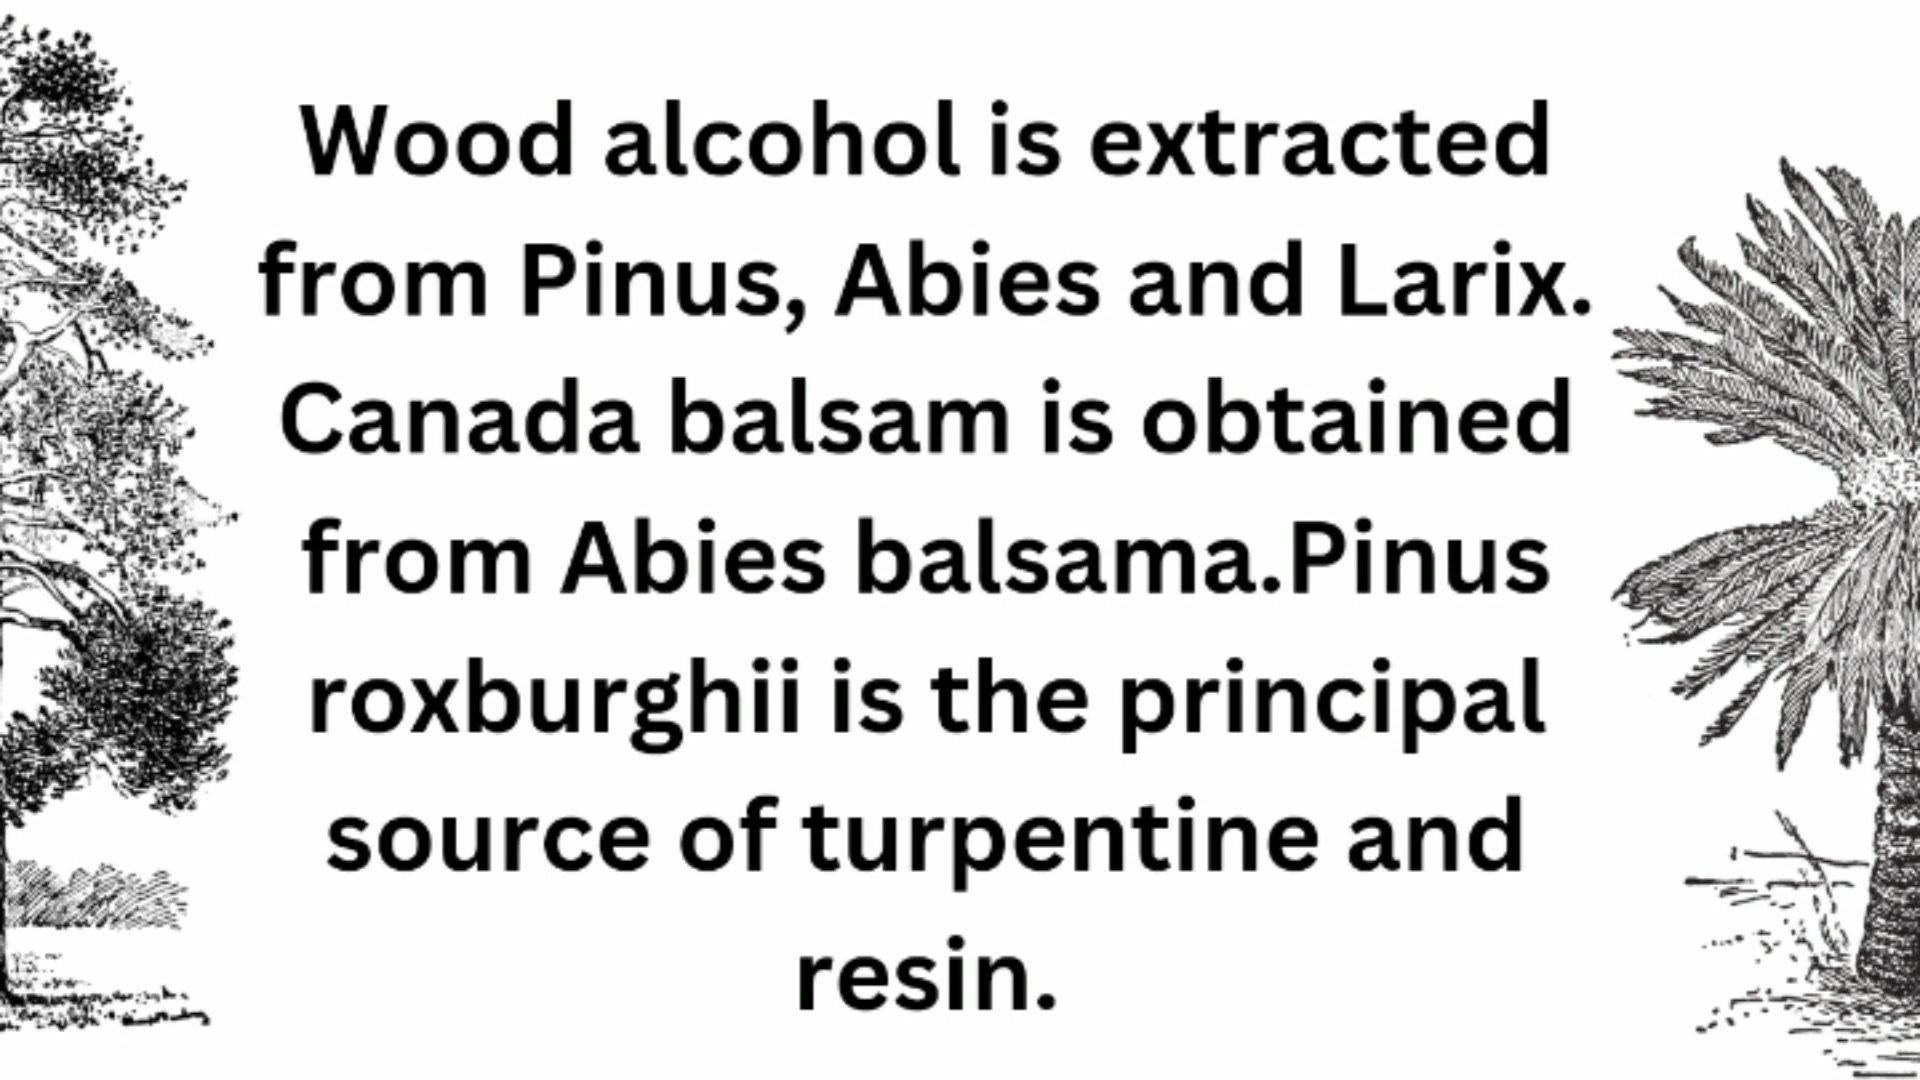 Wood alcohol is extracted
from Pinus, Abies and Larix.
Canada balsam is obtained
from Abies balsama.Pinus
roxburghii is the principal
source of turpentine and
resin.